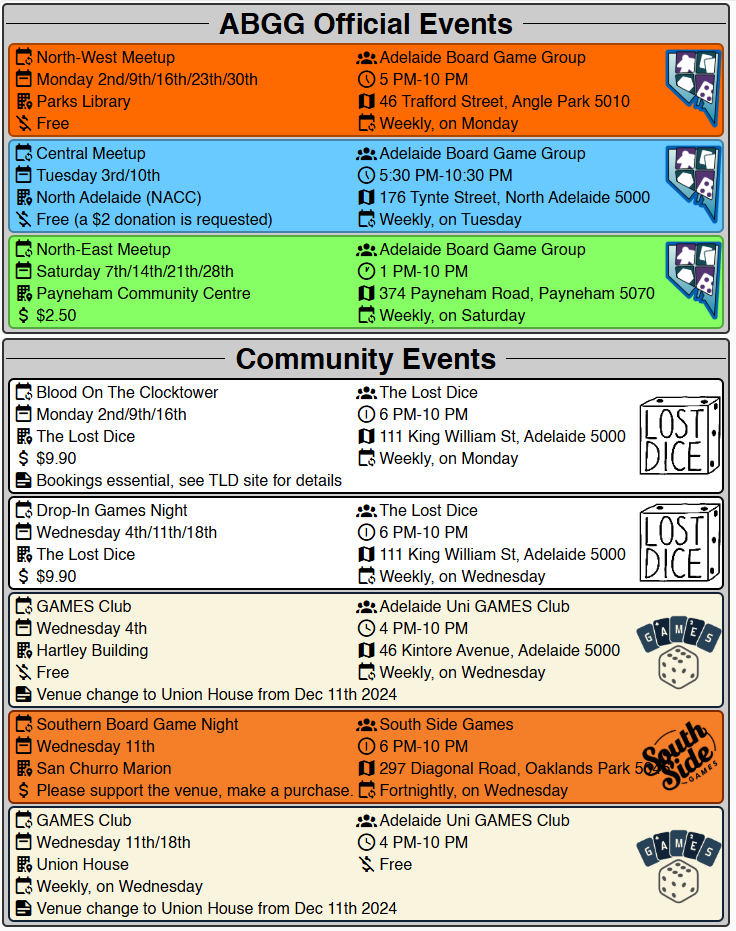 ABGG Official Events
North-West Meetup
Adelaide Board Game Group
Monday 2nd/9th/16th/23th/30th
5 PM-10 PM
Parks Library
46 Trafford Street, Angle Park 5010
Free
Weekly, on Monday
Central Meetup
Adelaide Board Game Group
Tuesday 3rd/10th
5:30 PM-10:30 PM
North Adelaide (NACC)
176 Tynte Street, North Adelaide 5000
Free (a $2 donation is requested)
Weekly, on Tuesday
North-East Meetup
Adelaide Board Game Group
Saturday 7th/14th/21th/28th
1 PM-10 PM
Payneham Community Centre
374 Payneham Road, Payneham 5070
$ $2.50
Weekly, on Saturday
Community Events
Blood On The Clocktower
The Lost Dice
Monday 2nd/9th/16th
6 PM-10 PM
The Lost Dice
111 King William St, Adelaide 5000
$ $9.90
Weekly, on Monday
Bookings essential, see TLD site for details
LOST
DICE
Drop-In Games Night
The Lost Dice
Wednesday 4th/11th/18th
6 PM-10 PM
The Lost Dice
111 King William St, Adelaide 5000
$ $9.90
Weekly, on Wednesday
LOST
DICE
GAMES Club
Adelaide Uni GAMES Club
Wednesday 4th
4 PM-10 PM
Hartley Building
46 Kintore Avenue, Adelaide 5000
Free
Weekly, on Wednesday
Venue change to Union House from Dec 11th 2024
GAMES
Southern Board Game Night
South Side Games
Wednesday 11th
6 PM-10 PM
San Churro Marion
297 Diagonal Road, Oaklands Park
$ Please support the venue, make a purchase.
Fortnightly, on Wednesday
South
Side
GAMES
GAMES Club
Adelaide Uni GAMES Club
Wednesday 11th/18th
4 PM-10 PM
Union House
Free
Weekly, on Wednesday
Venue change to Union House from Dec 11th 2024
GAMES